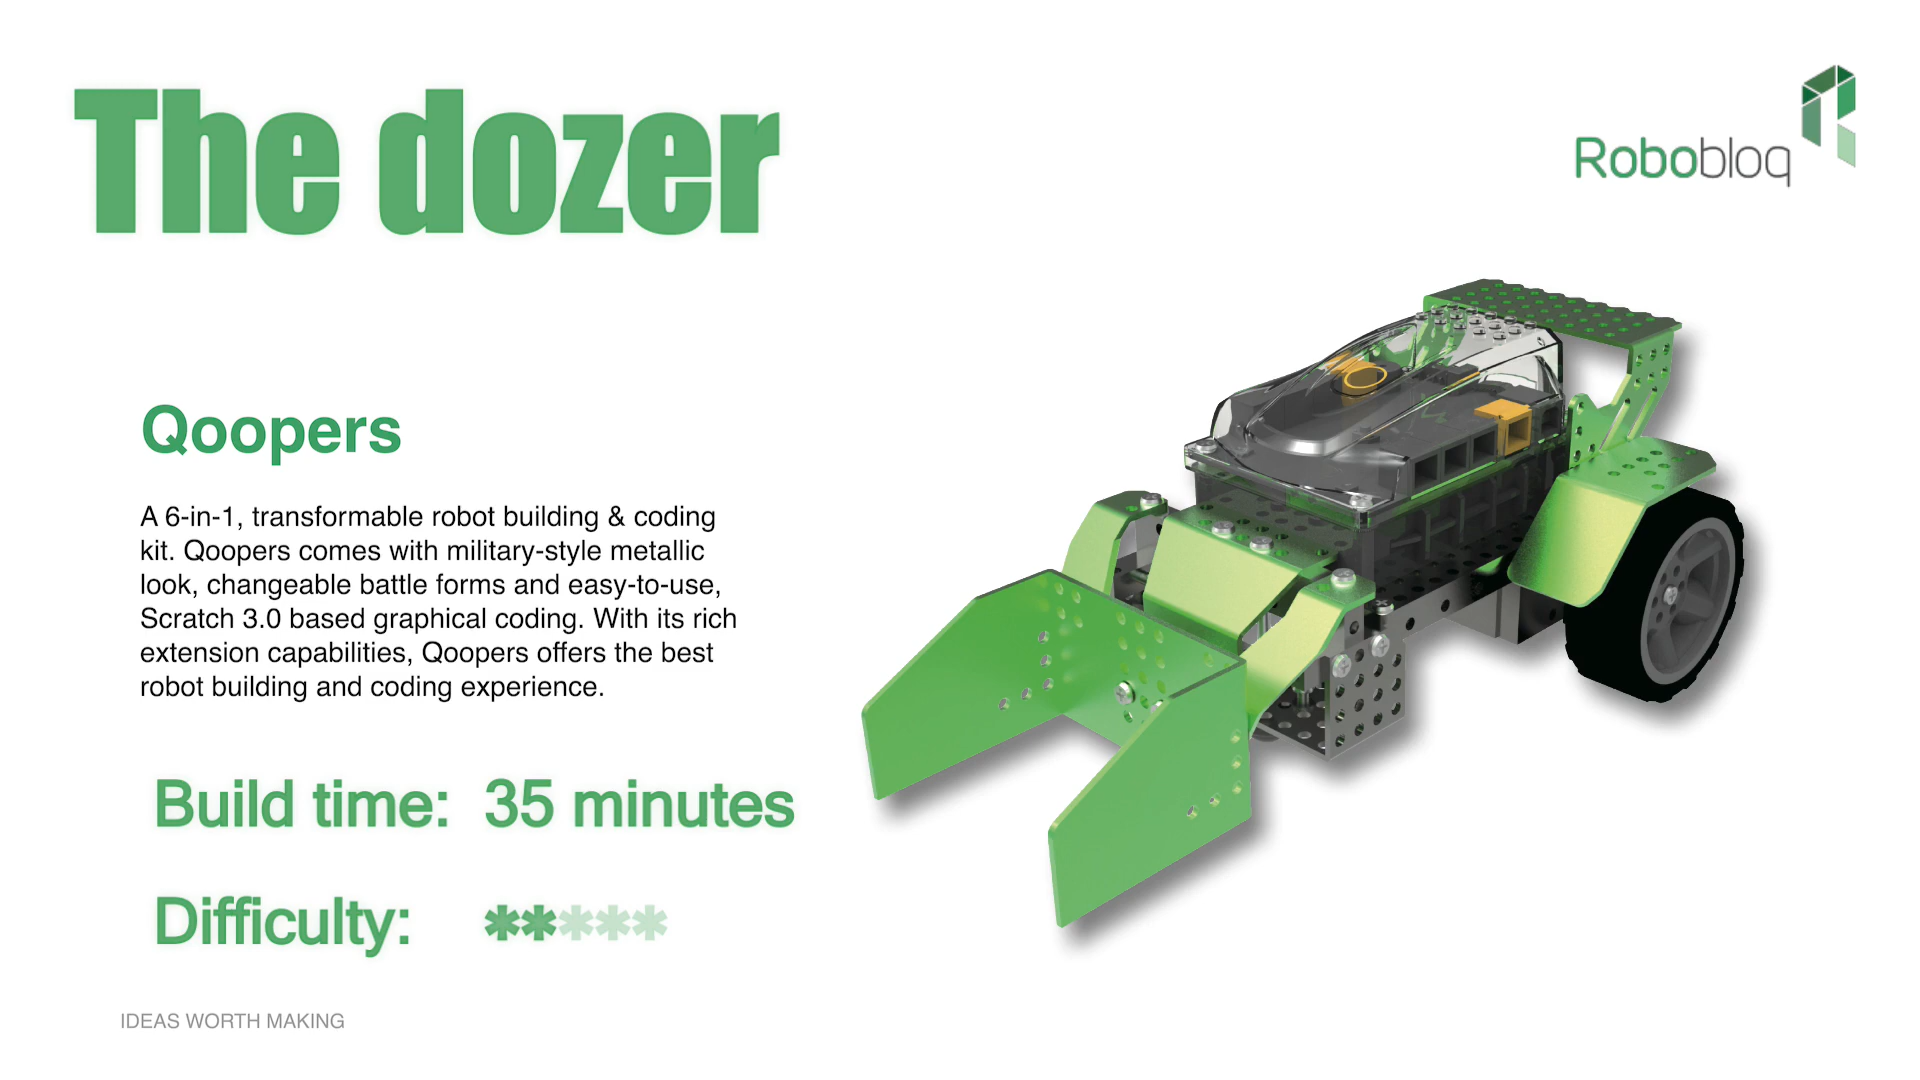 The dozer
Robobloq
Qoopers
A 6-in-1, transformable robot building & coding
kit. Qoopers comes with military-style metallic
look, changeable battle forms and easy-to-use,
Scratch 3.0 based graphical coding. With its rich
extension capabilities, Qoopers offers the best
robot building and coding experience.
Build time: 35 minutes
Difficulty: *****
IDEAS WORTH MAKING